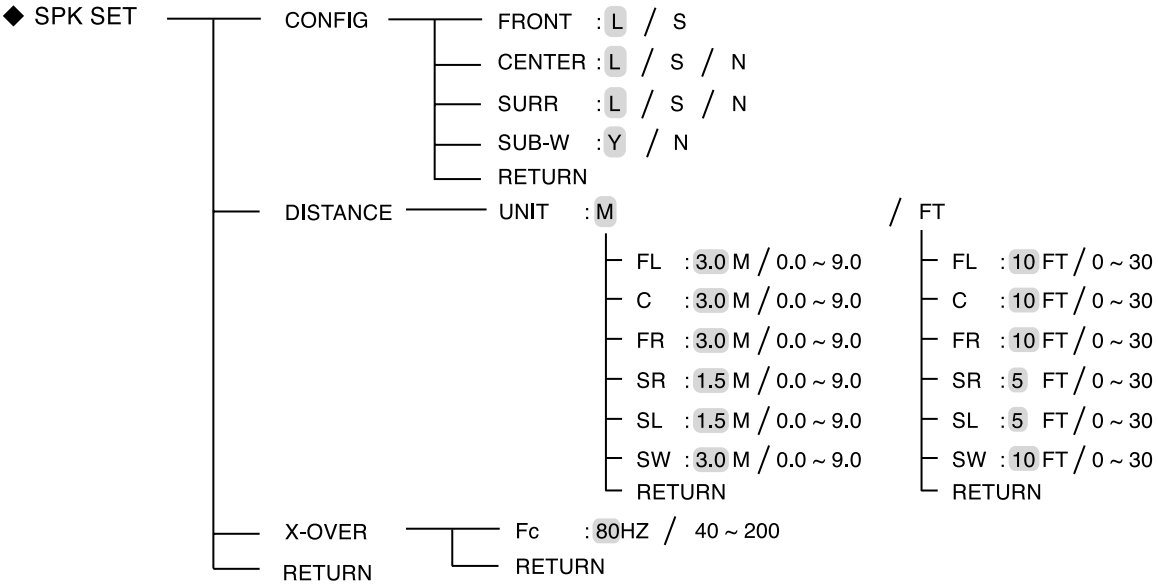 ◆ SPK SET CONFIG FRONT : L / S
CENTER : L / S / N
SURR : L / S / N
SUB-W : Y / N
RETURN
DISTANCE UNIT : M / FT
FL : 3.0 M / 0.0 ~ 9.0 FL : 10 FT / 0 ~ 30
C : 3.0 M / 0.0 ~ 9.0 C : 10 FT / 0 ~ 30
FR : 3.0 M / 0.0 ~ 9.0 FR : 10 FT / 0 ~ 30
SR : 1.5 M / 0.0 ~ 9.0 SR : 5 FT / 0 ~ 30
SL : 1.5 M / 0.0 ~ 9.0 SL : 5 FT / 0 ~ 30
SW : 3.0 M / 0.0 ~ 9.0 SW : 10 FT / 0 ~ 30
RETURN RETURN
X-OVER Fc : 80HZ / 40 ~ 200
RETURN RETURN